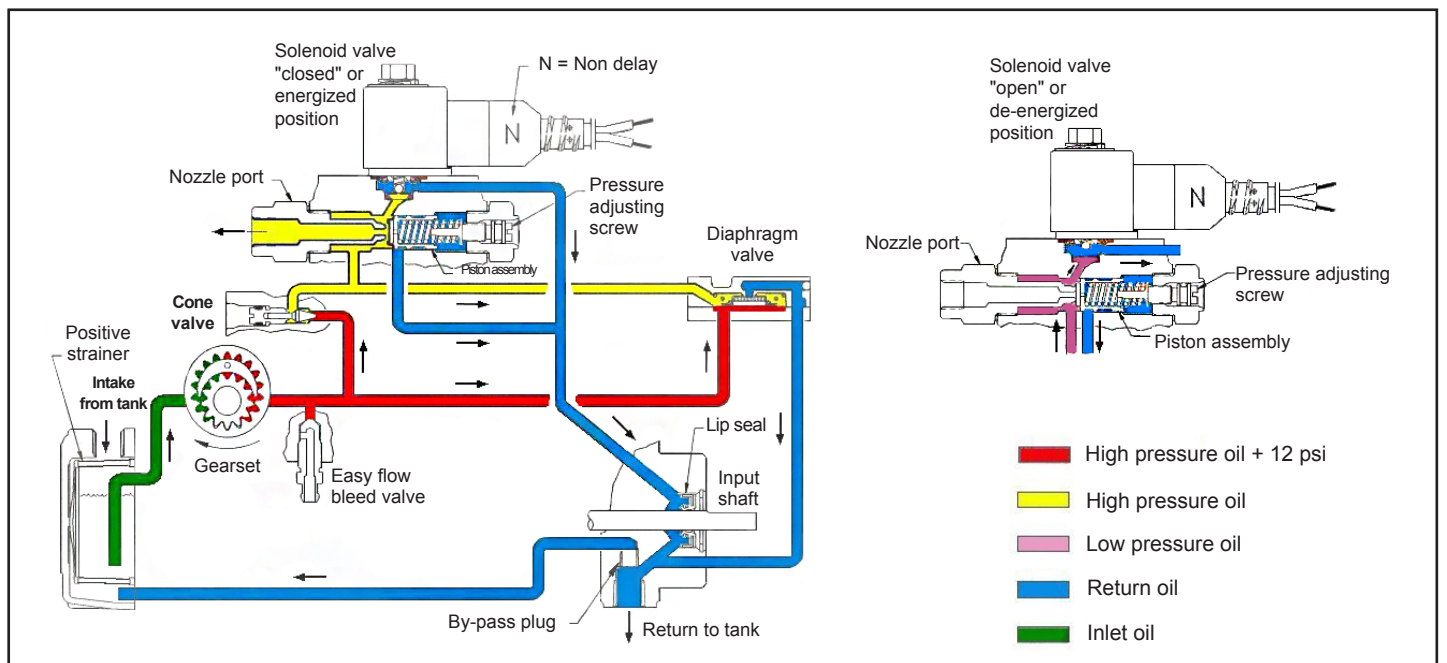 Solenoid valve
"closed" or
energized
position
N = Non delay
N
Nozzle port
Pressure
adjusting
screw
Piston assembly
Diaphragm
valve
Cone
valve
Positive
strainer
Intake
from tank
Gearset
Easy flow
bleed valve
Lip seal
Input
shaft
By-pass plug
Return to tank
Solenoid valve
"open" or
de-energized
position
N
Nozzle port
Pressure adjusting
screw
Piston assembly
High pressure oil + 12 psi
High pressure oil
Low pressure oil
Return oil
Inlet oil